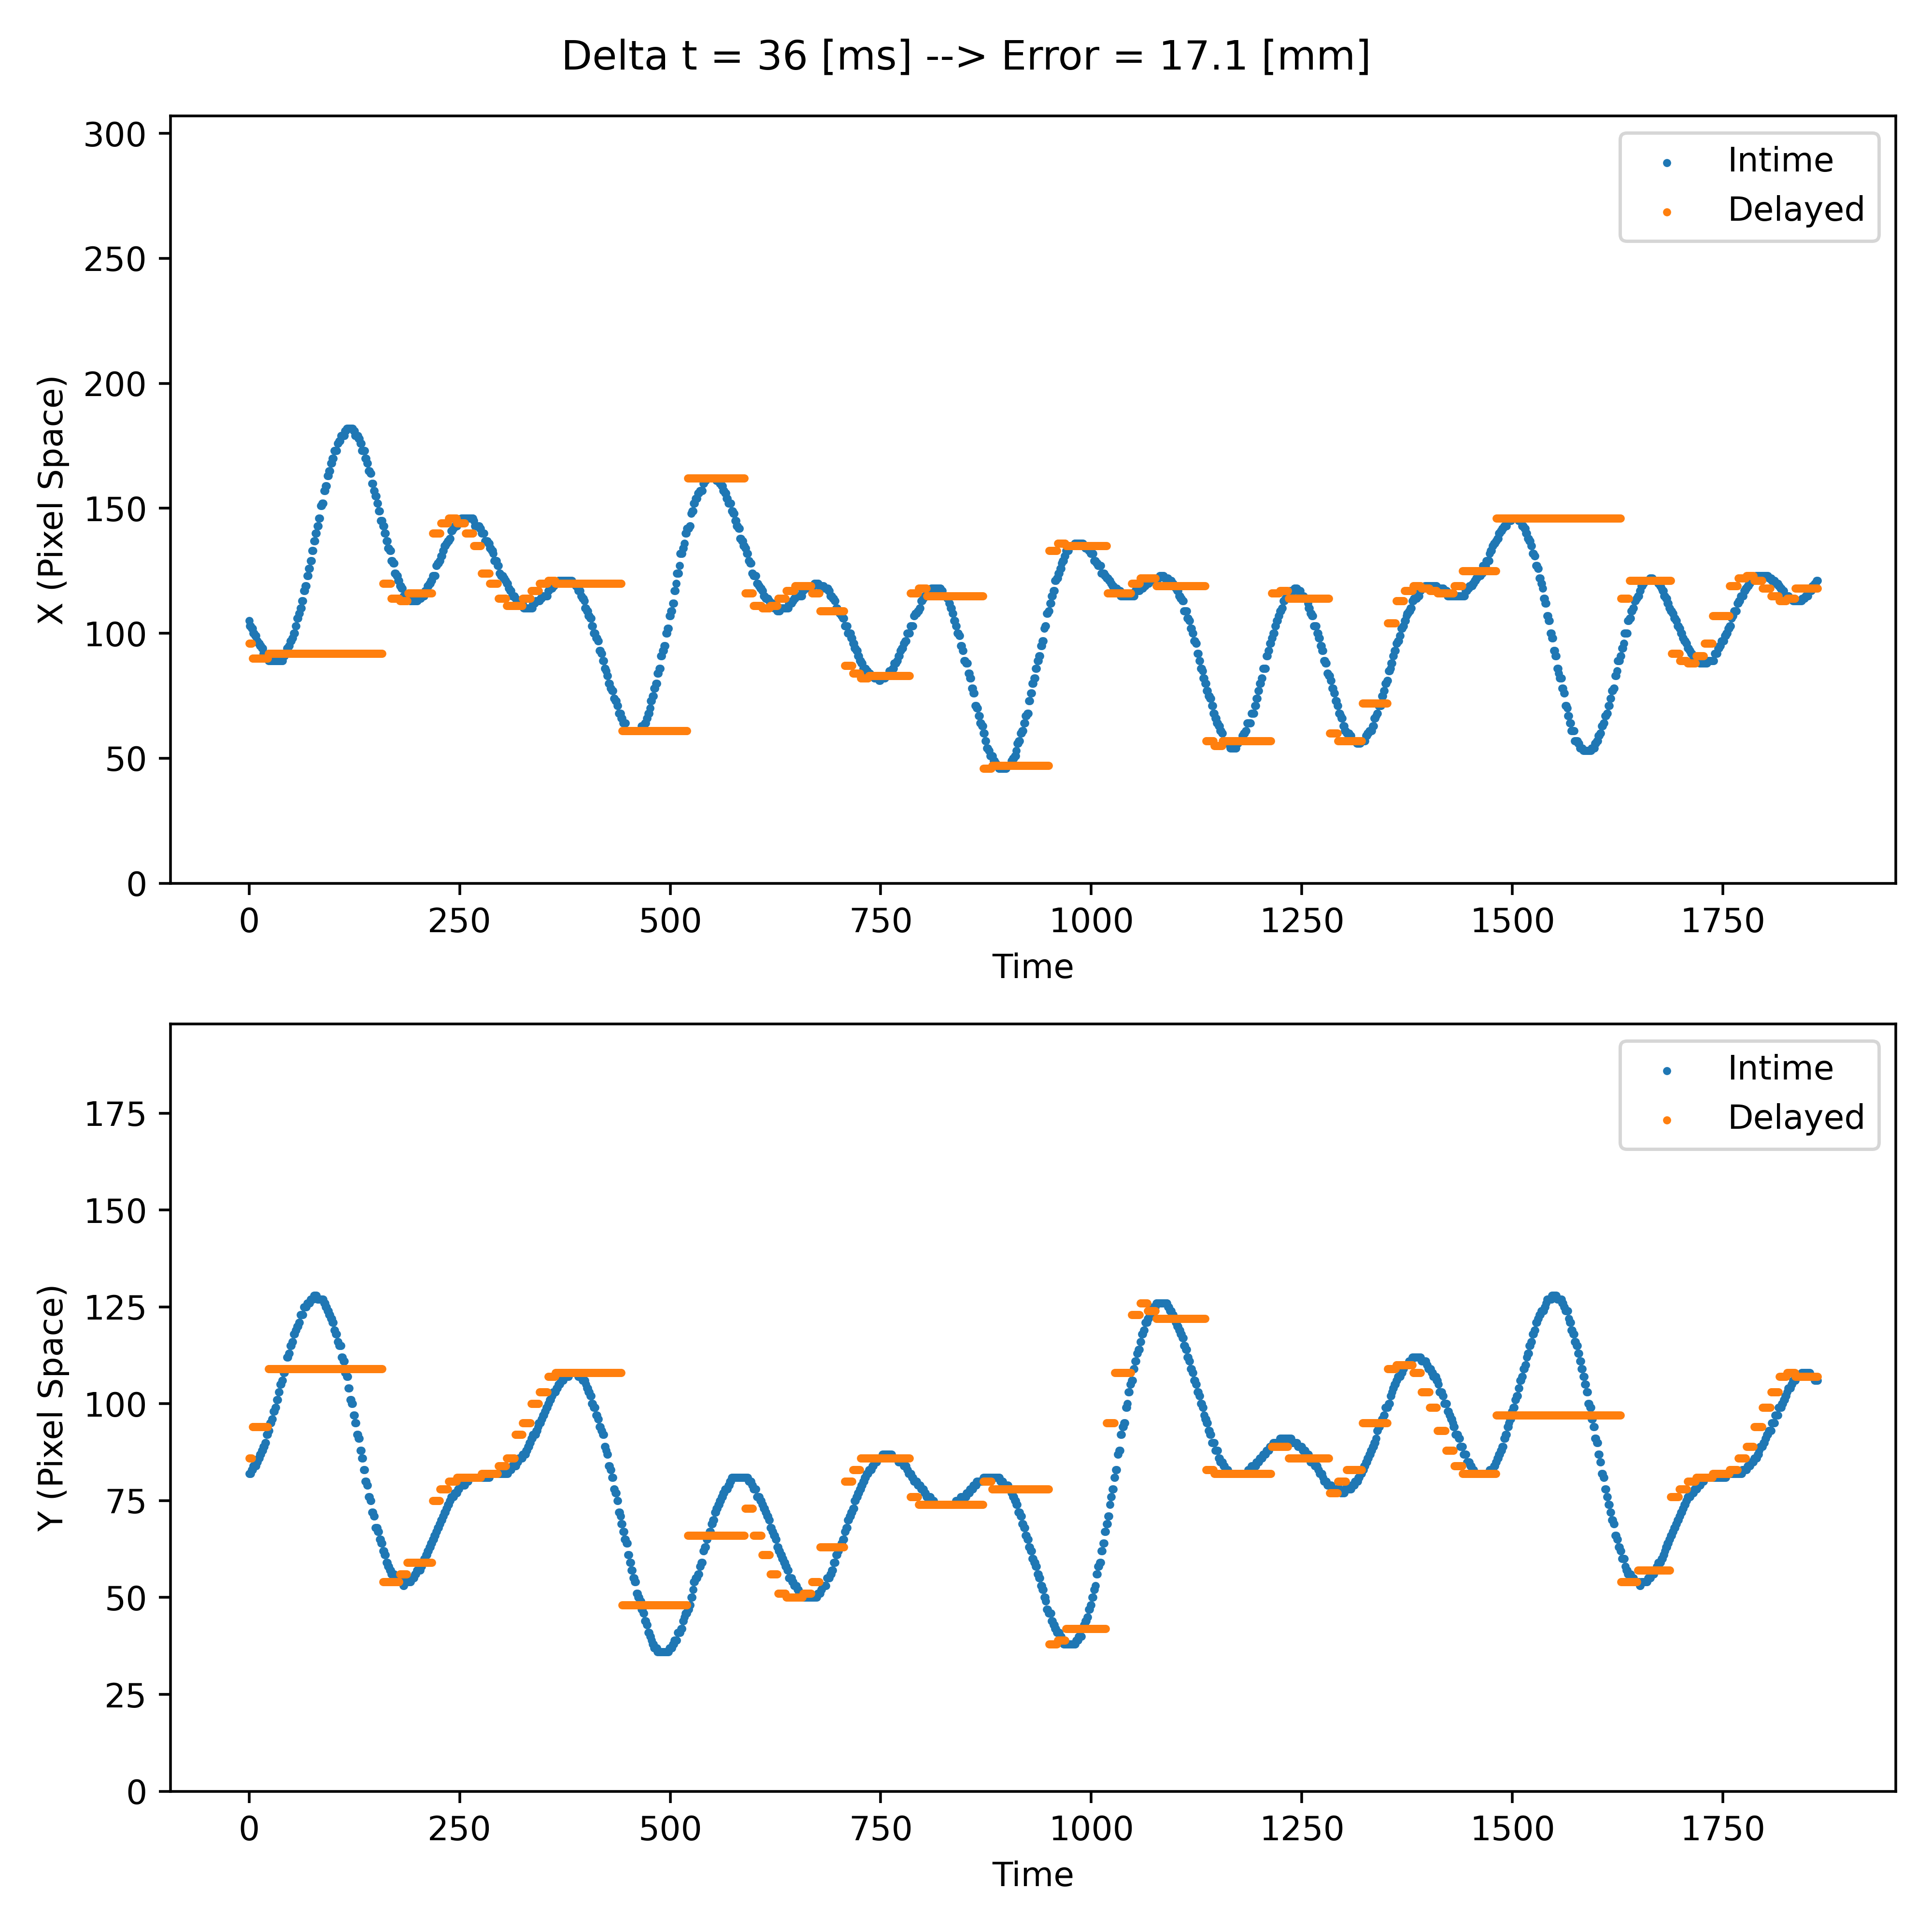 Delta t = 36 [ms] --> Error = 17.1 [mm]
300
250
200
150
100
50
0
X (Pixel Space)
Intime
Delayed
0 250 500 750 1000 1250 1500 1750
Time
175
150
125
100
75
50
25
0
Y (Pixel Space)
Intime
Delayed
0 250 500 750 1000 1250 1500 1750
Time